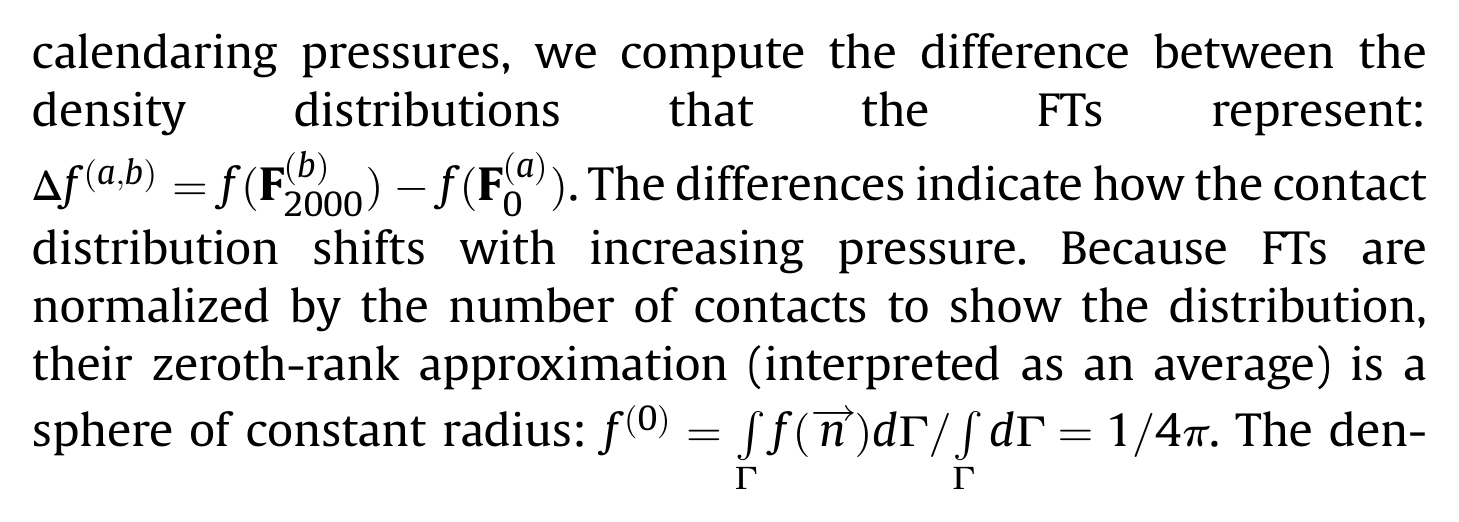 calendaring pressures, we compute the difference between the
density distributions that the FTs represent:
Δf^(a,b) = f(F_2000^(b)) − f(F_0^(a)). The differences indicate how the contact
distribution shifts with increasing pressure. Because FTs are
normalized by the number of contacts to show the distribution,
their zeroth-rank approximation (interpreted as an average) is a
sphere of constant radius: f^(0) = ∫_Γ f(n⃗)dΓ/∫_Γ dΓ = 1/4π. The den-